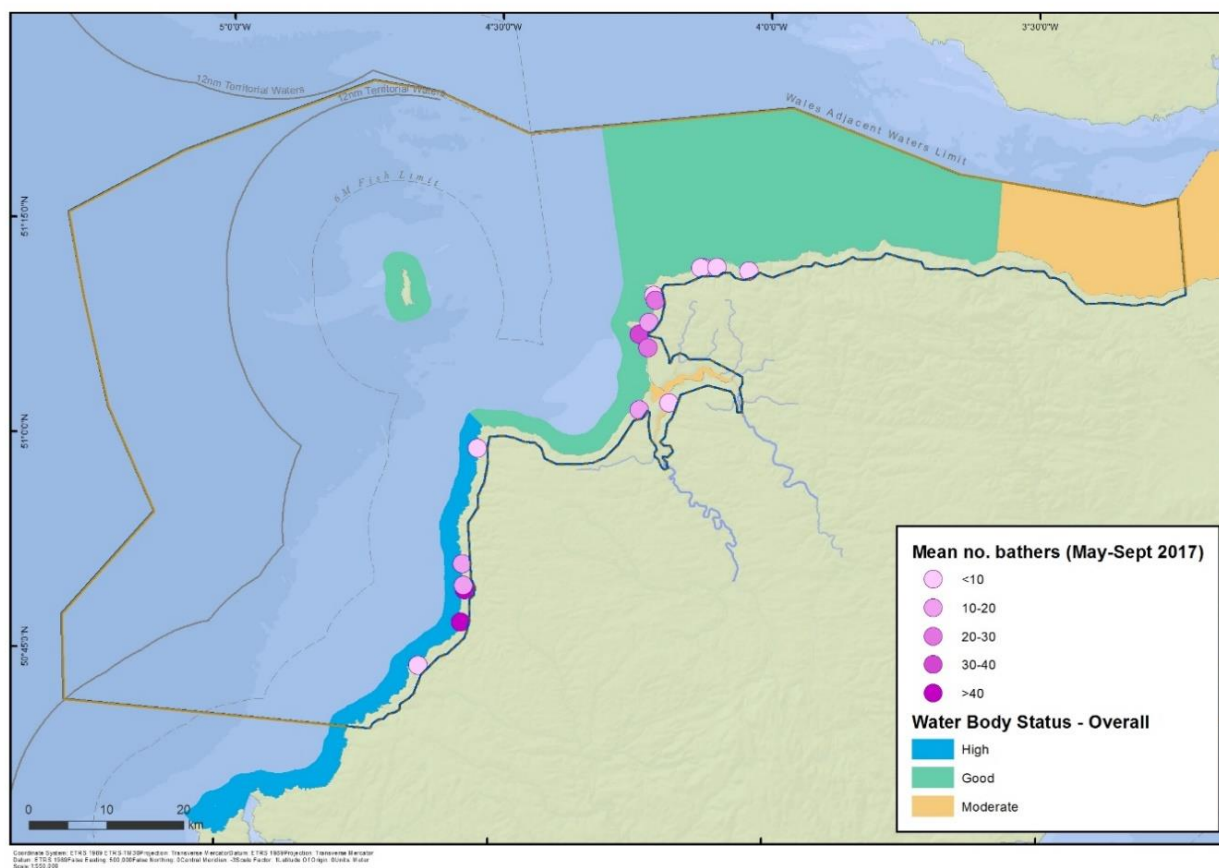 5°0'0"W
4°30'0"W
4°0'0"W
3°30'0"W
12nm Territorial Waters
12nm Territorial Waters
Wales Adjacent Waters Limit
6M Fish Limit
51°15'0"N
51°0'0"N
50°45'0"N
Mean no. bathers (May-Sept 2017)
<10
10-20
20-30
30-40
>40
Water Body Status - Overall
High
Good
Moderate
0 10 20
km